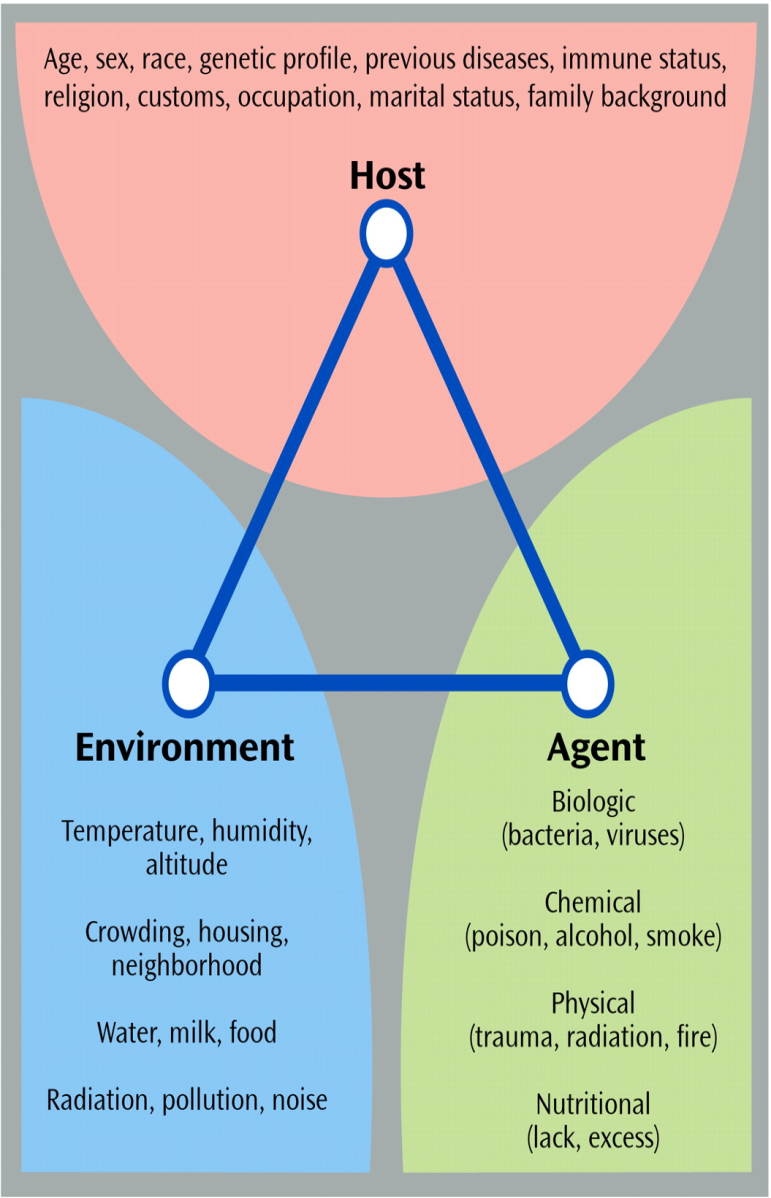 Age, sex, race, genetic profile, previous diseases, immune status,
religion, customs, occupation, marital status, family background
Host
Environment
Temperature, humidity,
altitude
Crowding, housing,
neighborhood
Water, milk, food
Radiation, pollution, noise
Agent
Biologic
(bacteria, viruses)
Chemical
(poison, alcohol, smoke)
Physical
(trauma, radiation, fire)
Nutritional
(lack, excess)